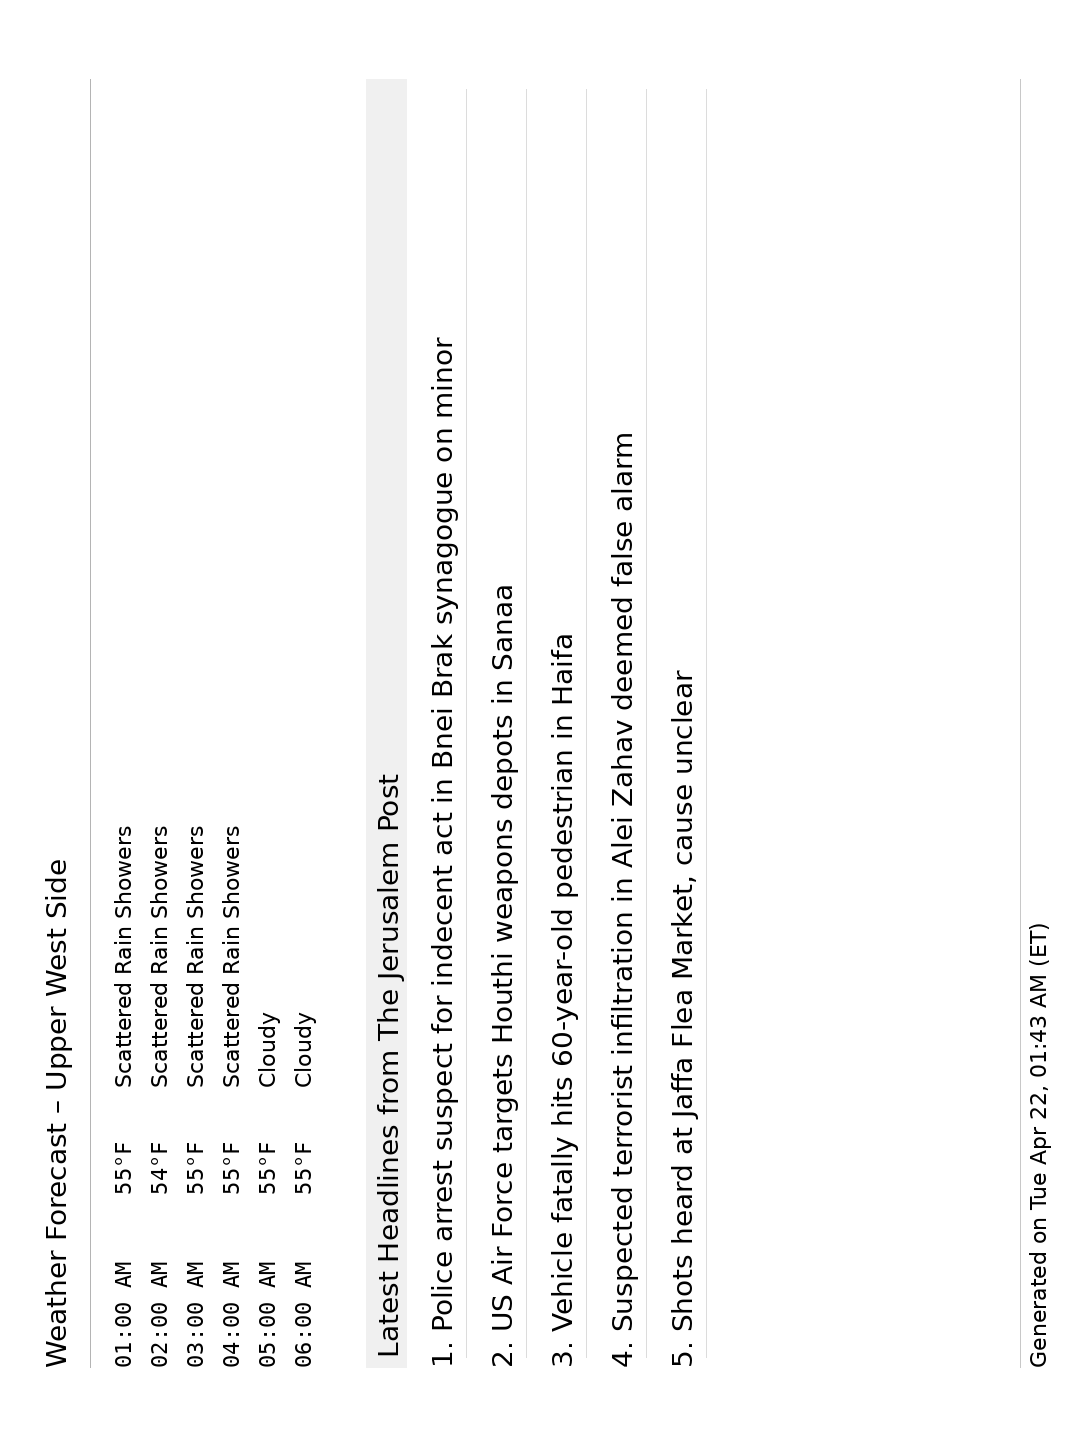 Weather Forecast – Upper West Side
01:00 AM 55°F Scattered Rain Showers
02:00 AM 54°F Scattered Rain Showers
03:00 AM 55°F Scattered Rain Showers
04:00 AM 55°F Scattered Rain Showers
05:00 AM 55°F Cloudy
06:00 AM 55°F Cloudy
Latest Headlines from The Jerusalem Post
1. Police arrest suspect for indecent act in Bnei Brak synagogue on minor
2. US Air Force targets Houthi weapons depots in Sanaa
3. Vehicle fatally hits 60-year-old pedestrian in Haifa
4. Suspected terrorist infiltration in Alei Zahav deemed false alarm
5. Shots heard at Jaffa Flea Market, cause unclear
Generated on Tue Apr 22, 01:43 AM (ET)